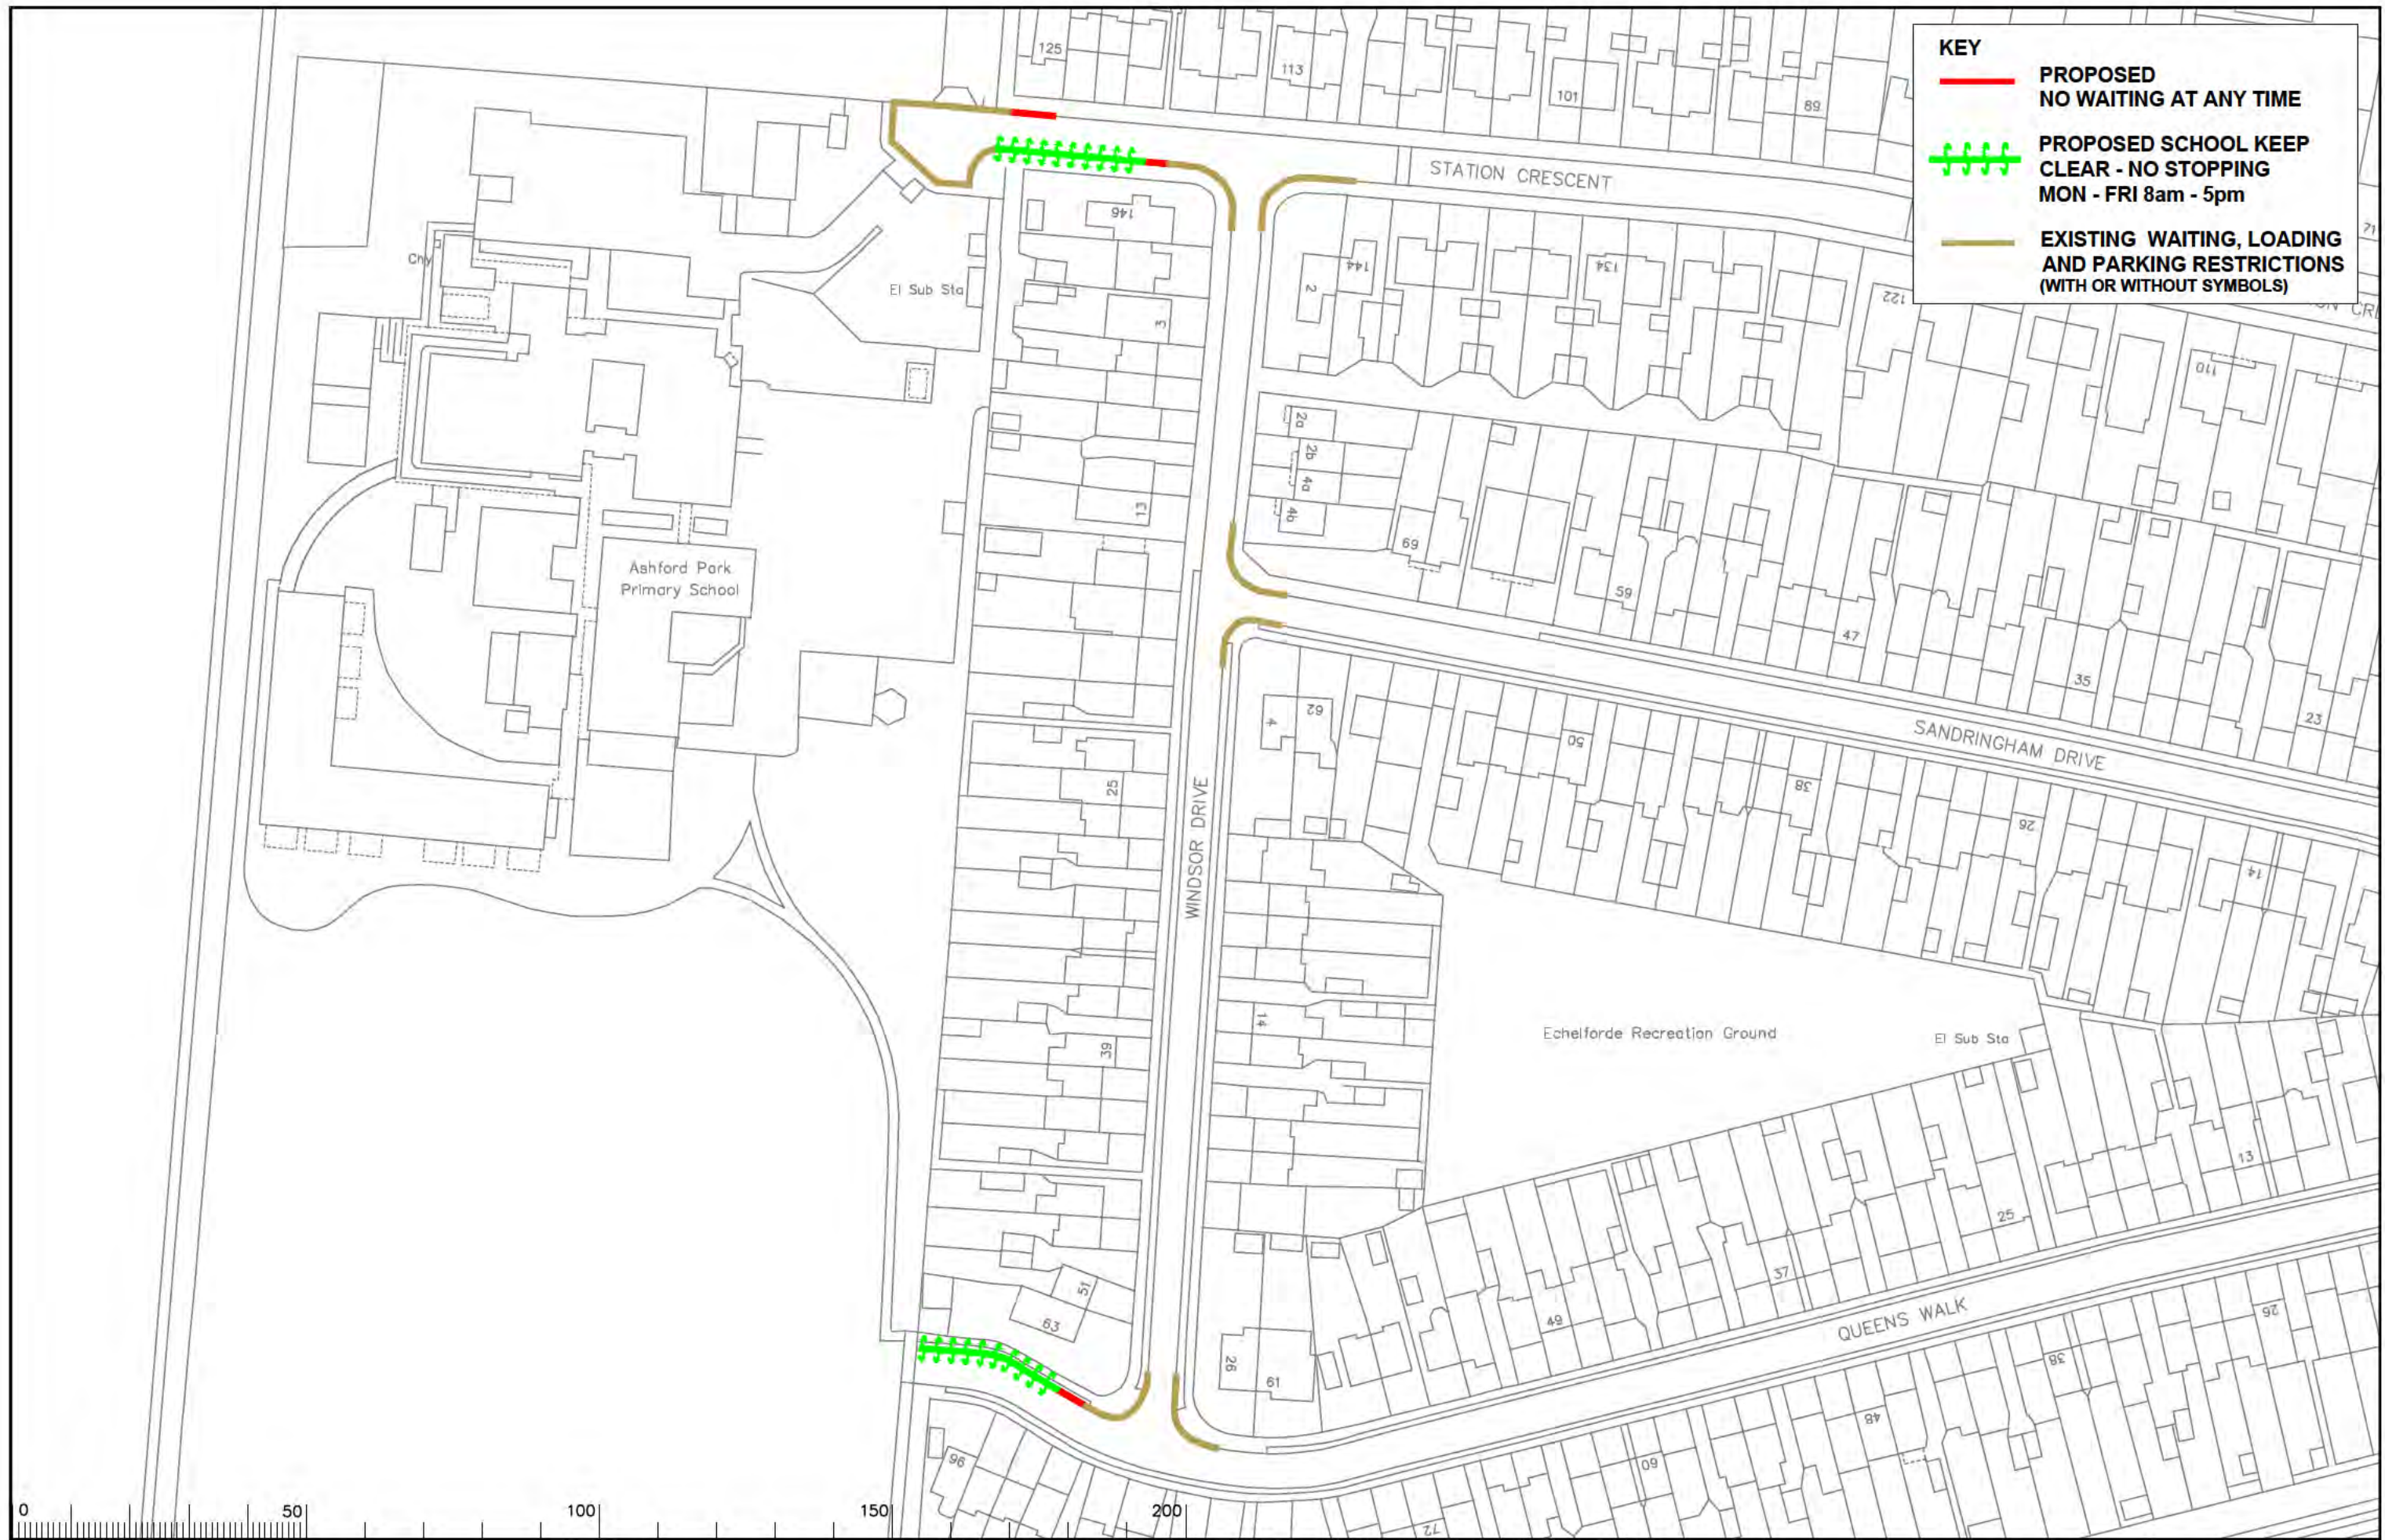 KEY
PROPOSED
NO WAITING AT ANY TIME
PROPOSED SCHOOL KEEP
CLEAR - NO STOPPING
MON - FRI 8am - 5pm
EXISTING WAITING, LOADING
AND PARKING RESTRICTIONS
(WITH OR WITHOUT SYMBOLS)
125
113
101
89
71
STATION CRESCENT
146
144
134
122
110
2
3
Chy
El Sub Sta
2a
2b
4a
4b
13
69
59
47
35
23
Ashford Park
Primary School
SANDRINGHAM DRIVE
4
62
50
38
26
14
25
WINDSOR DRIVE
14
39
Echelforde Recreation Ground
El Sub Sta
13
25
37
49
51
63
26
61
QUEENS WALK
26
38
48
60
72
96
0
50
100
150
200